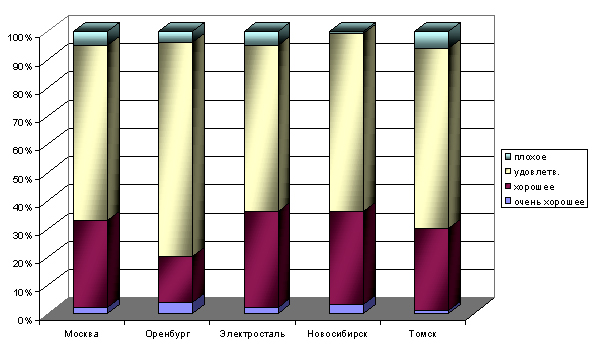 100%
90%
80%
70%
60%
50%
40%
30%
20%
10%
0%
Москва Оренбург Электросталь Новосибирск Томск
плохое
удовлетв.
хорошее
очень хорошее